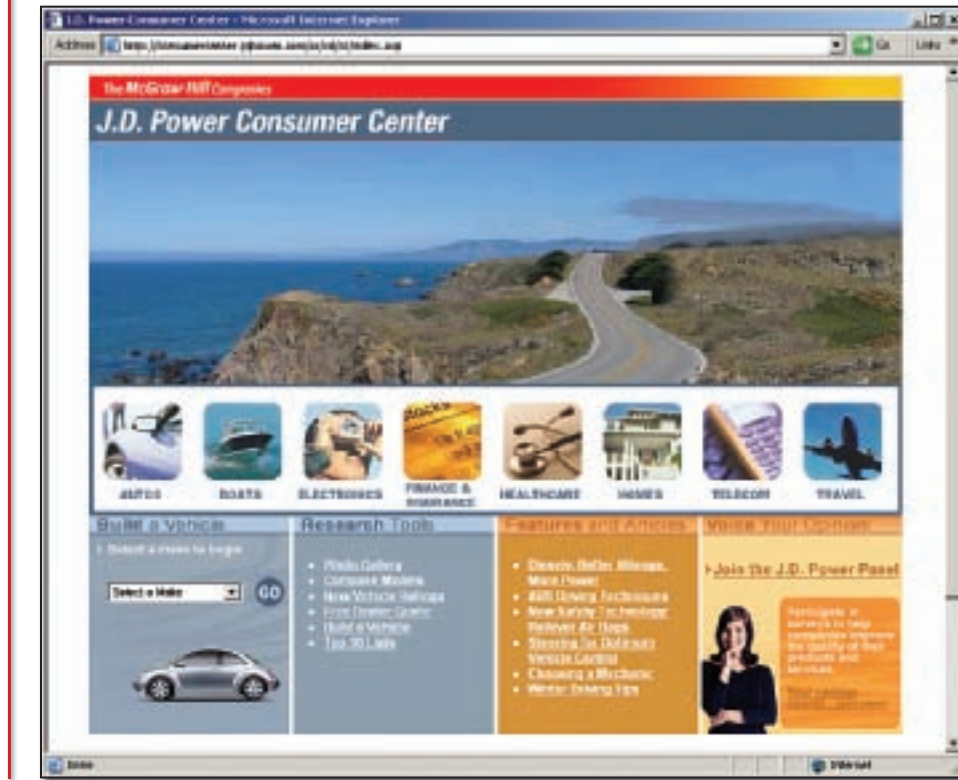 J.D. Power Consumer Center - Microsoft Internet Explorer
Address
Go
Links
The McGraw-Hill Companies
J.D. Power Consumer Center
AUTOS
BOATS
ELECTRONICS
FINANCE &
INSURANCE
HEALTHCARE
HOMES
TELECOM
TRAVEL
Build a Vehicle
Select a make to begin
Select a Make
GO
Research Tools
Photo Gallery
Compare Models
New Vehicle Ratings
Free Dealer Quote
Build a Vehicle
Top 10 Lists
Features and Articles
Diesels: Better Mileage,
More Power
ABS Driving Techniques
New Safety Technology:
Rollover Air Bags
Steering for Optimum
Vehicle Control
Choosing a Mechanic
Winter Driving Tips
Voice Your Opinion
Join the J.D. Power Panel
Participate in
surveys to help
companies improve
the quality of their
products and
services.
Done
Internet